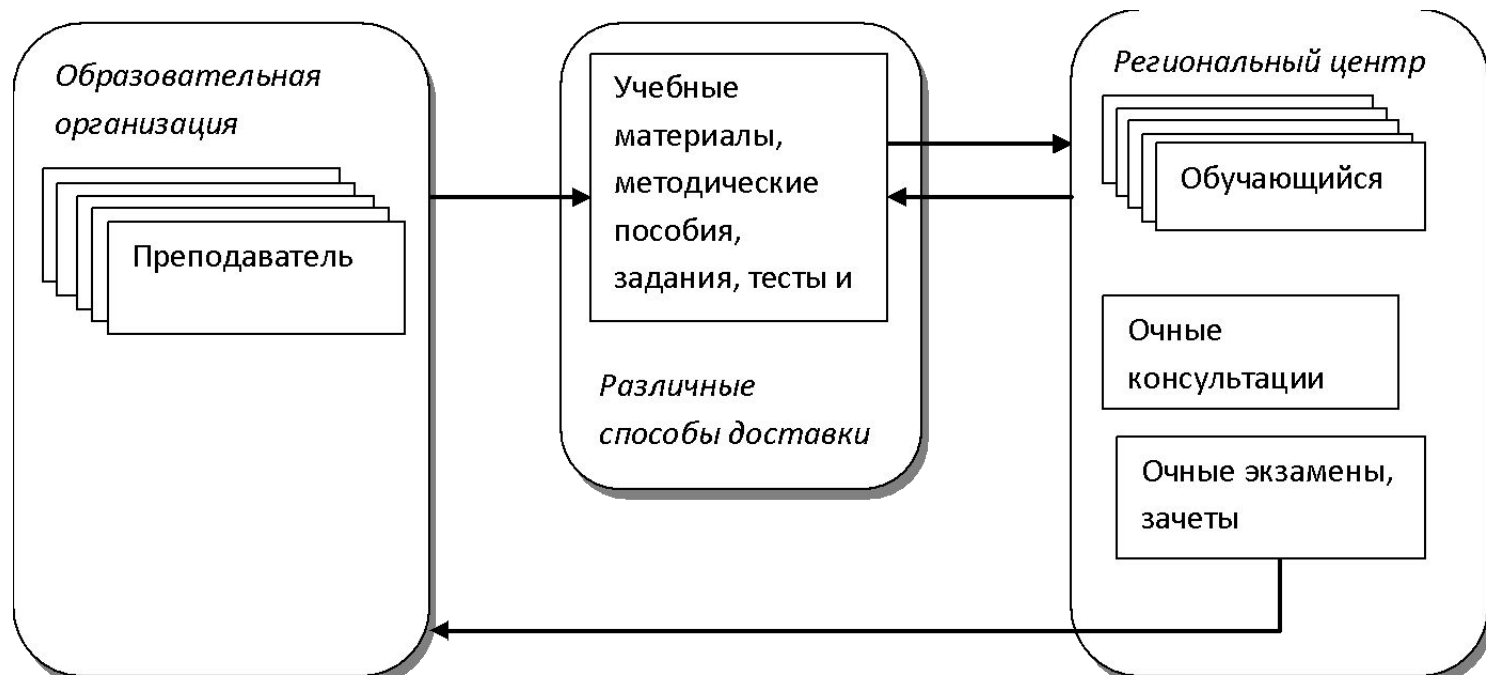 Образовательная
организация
Преподаватель
Учебные
материалы,
методические
пособия,
задания, тесты и
Различные
способы доставки
Региональный центр
Обучающийся
Очные
консультации
Очные экзамены,
зачеты